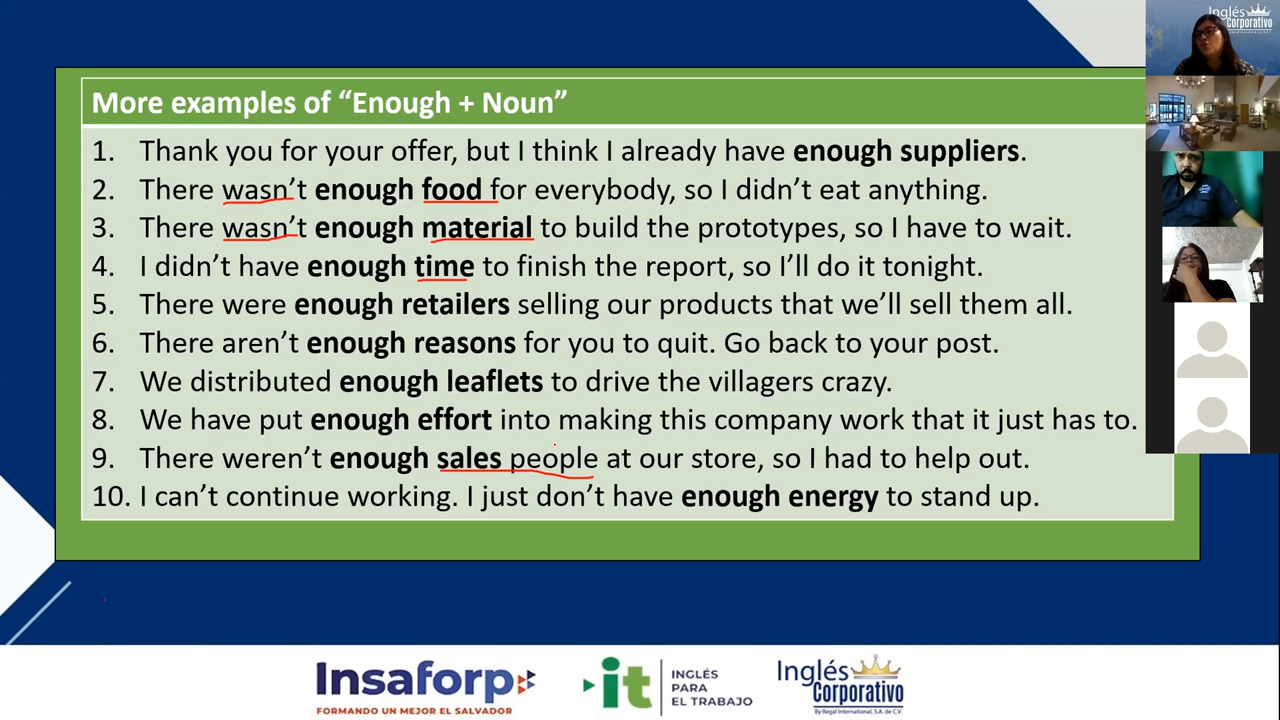 Inglés
Corporativo
More examples of “Enough + Noun”
1. Thank you for your offer, but I think I already have enough suppliers.
2. There wasn’t enough food for everybody, so I didn’t eat anything.
3. There wasn’t enough material to build the prototypes, so I have to wait.
4. I didn’t have enough time to finish the report, so I’ll do it tonight.
5. There were enough retailers selling our products that we’ll sell them all.
6. There aren’t enough reasons for you to quit. Go back to your post.
7. We distributed enough leaflets to drive the villagers crazy.
8. We have put enough effort into making this company work that it just has to.
9. There weren’t enough sales people at our store, so I had to help out.
10. I can’t continue working. I just don’t have enough energy to stand up.
Insaforp
FORMANDO UN MEJOR EL SALVADOR
it
INGLÉS
PARA
EL TRABAJO
Inglés
Corporativo
By Regal International, S.A. de C.V.